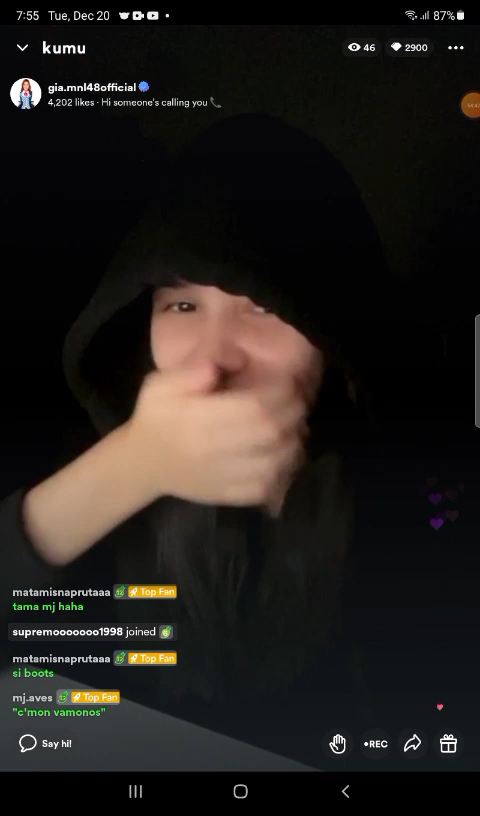 7:55 Tue, Dec 20
87%
kumu
46
2900
gia.mnl48official
4,202 likes · Hi someone's calling you 📞
matamisnaprutaaa Top Fan
tama mj haha
supremooooooo1998 joined
matamisnaprutaaa Top Fan
si boots
mj.aves Top Fan
"c'mon vamonos"
Say hi!
•REC